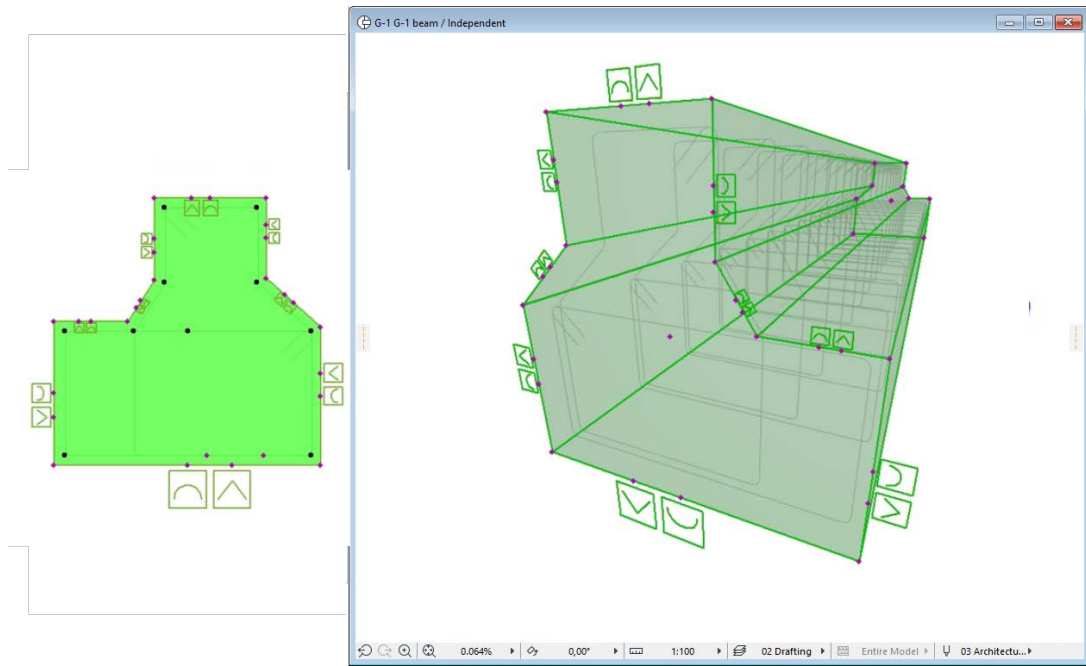 G-1 G-1 beam / Independent
0.064% 0,00° 1:100 02 Drafting Entire Model 03 Architectu...